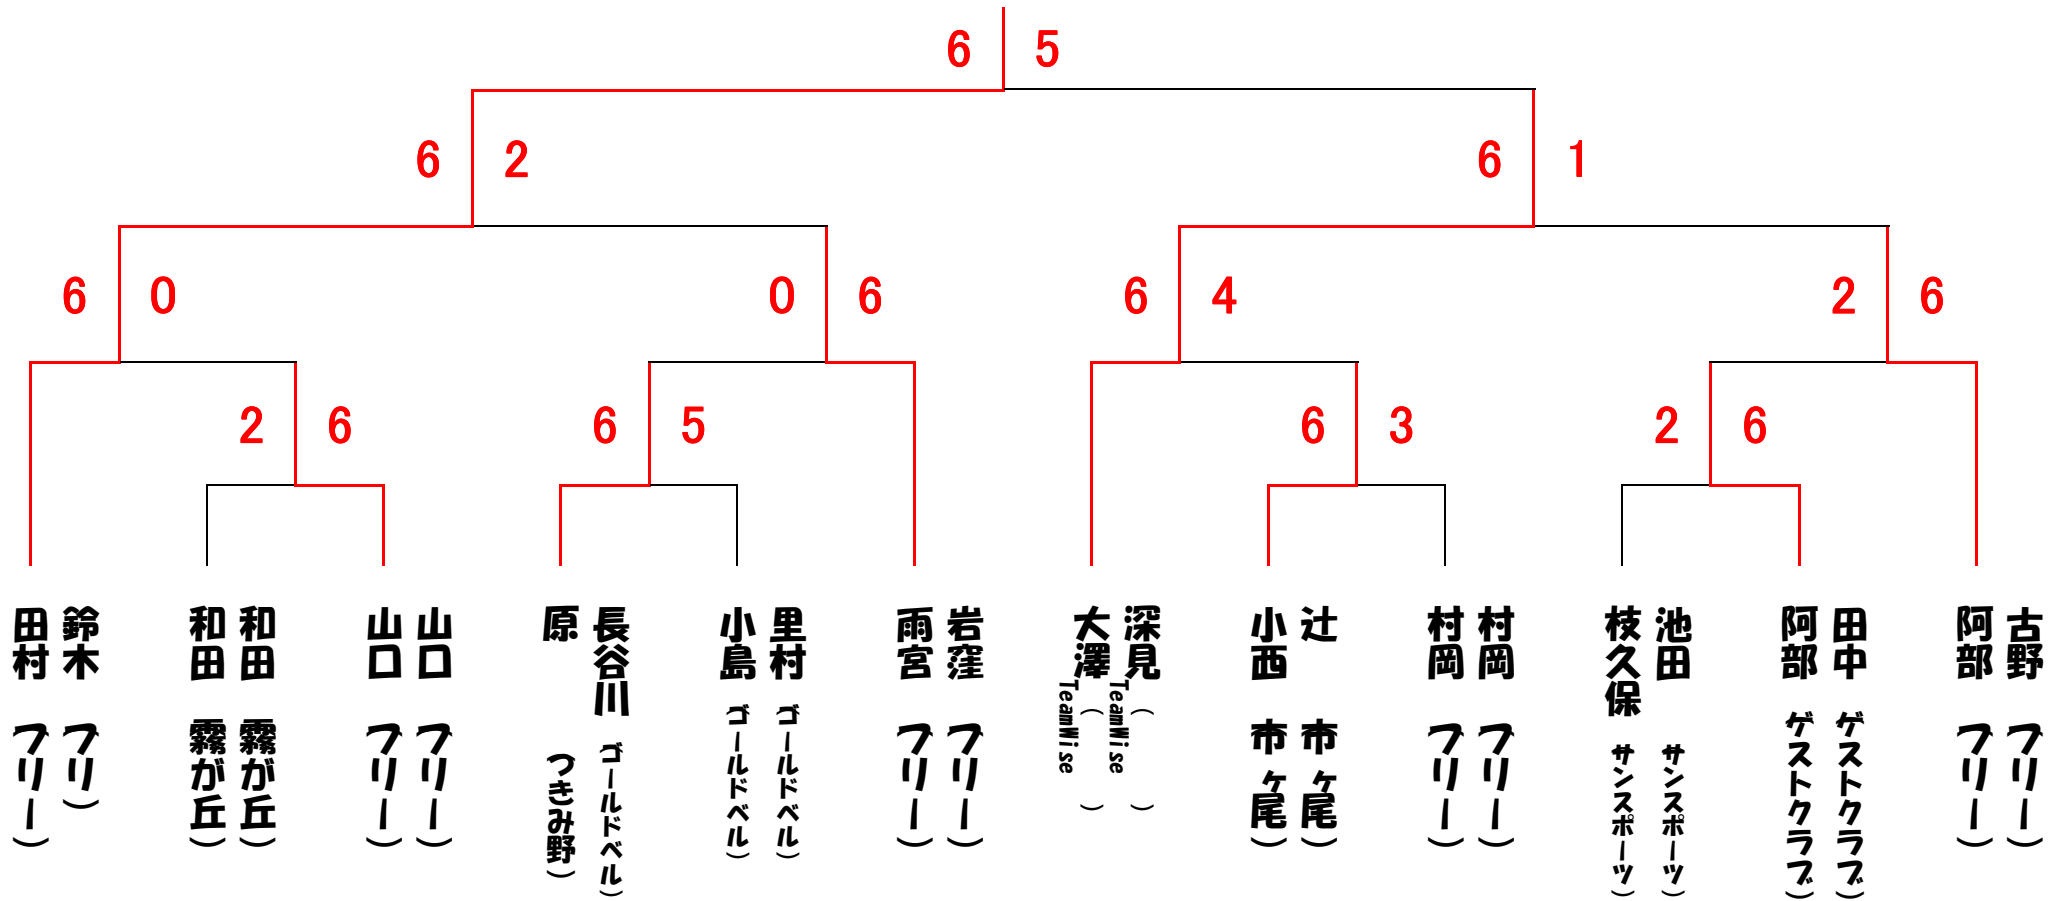 6 5
6 2
6 1
6 0
0 6
6 4
2 6
2 6
6 5
6 3
2 6
鈴木 フリ)
田村 フリー)
和田 霧が丘)
和田 霧が丘)
山口 フリー)
山口 フリー)
長谷川 ゴールドベル)
原 つきみ野)
里村 ゴールドベル)
小島 ゴールドベル)
岩窪 フリー)
雨宮 フリー)
深見(TeamWise)
大澤(TeamWise)
辻 市ヶ尾)
小西 市ヶ尾)
村岡 フリー)
村岡 フリー)
池田 サンスポーツ)
枝久保 サンスポーツ)
田中 ゲストクラブ)
阿部 ゲストクラブ)
古野 フリー)
阿部 フリー)